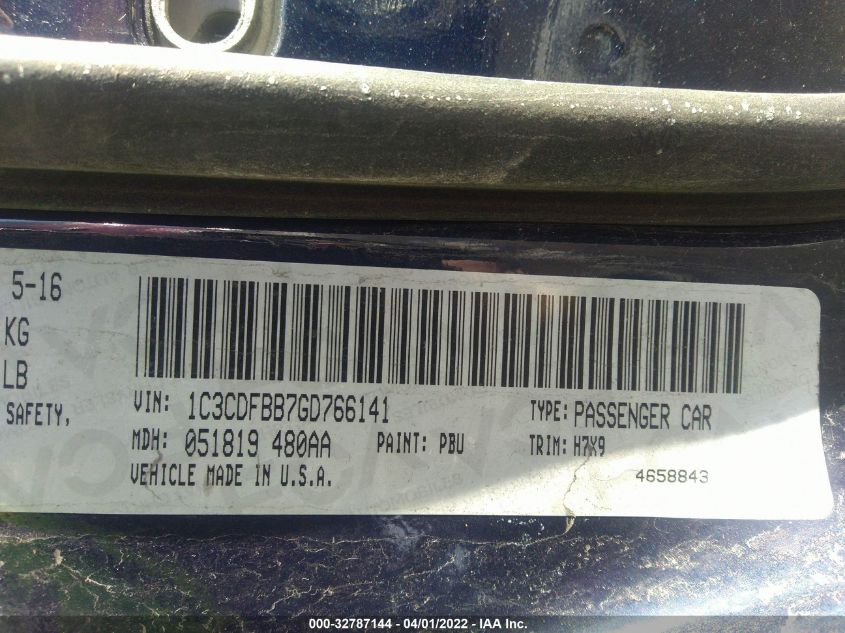 5-16
KG
LB
SAFETY,
VIN: 1C3CDFBB7GD766141 TYPE: PASSENGER CAR
MDH: 051819 480AA PAINT: PBU TRIM: H7X9
VEHICLE MADE IN U.S.A. 4658843
000-32787144 - 04/01/2022 - IAA Inc.